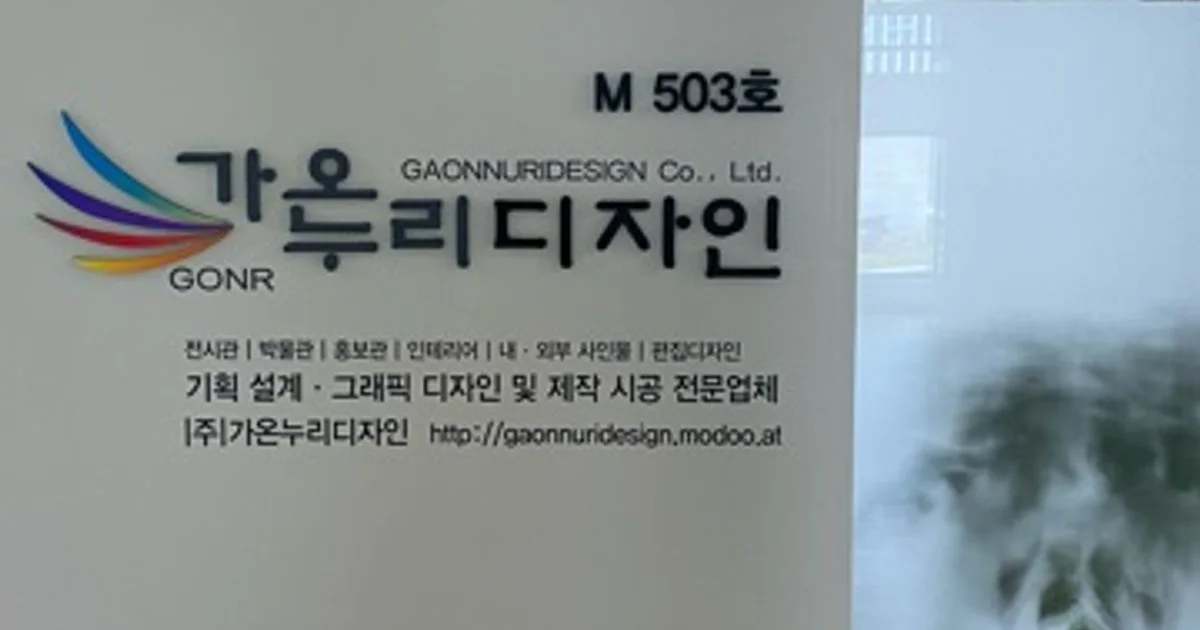 M 503호
GAONNURIDESIGN Co., Ltd.
가온누리디자인
GONR
전시관 | 박물관 | 홍보관 | 인테리어 | 내 · 외부 사인물 | 편집디자인
기획 설계 · 그래픽 디자인 및 제작 시공 전문업체
|주|가온누리디자인 http://gaonnuridesign.modoo.at